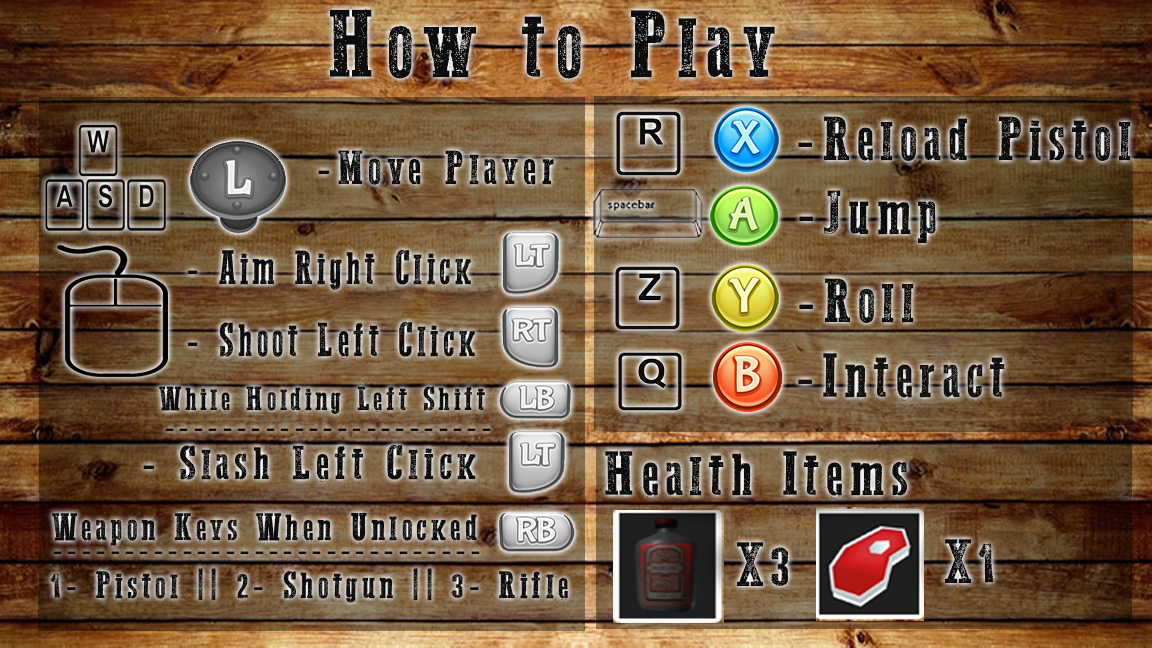 How to Play
W
A S D
L
-Move Player
- Aim Right Click
LT
- Shoot Left Click
RT
While Holding Left Shift
LB
- Slash Left Click
LT
Weapon Keys When Unlocked
RB
1- Pistol || 2- Shotgun || 3- Rifle
R X -Reload Pistol
spacebar A -Jump
Z Y -Roll
Q B -Interact
Health Items
X3
X1